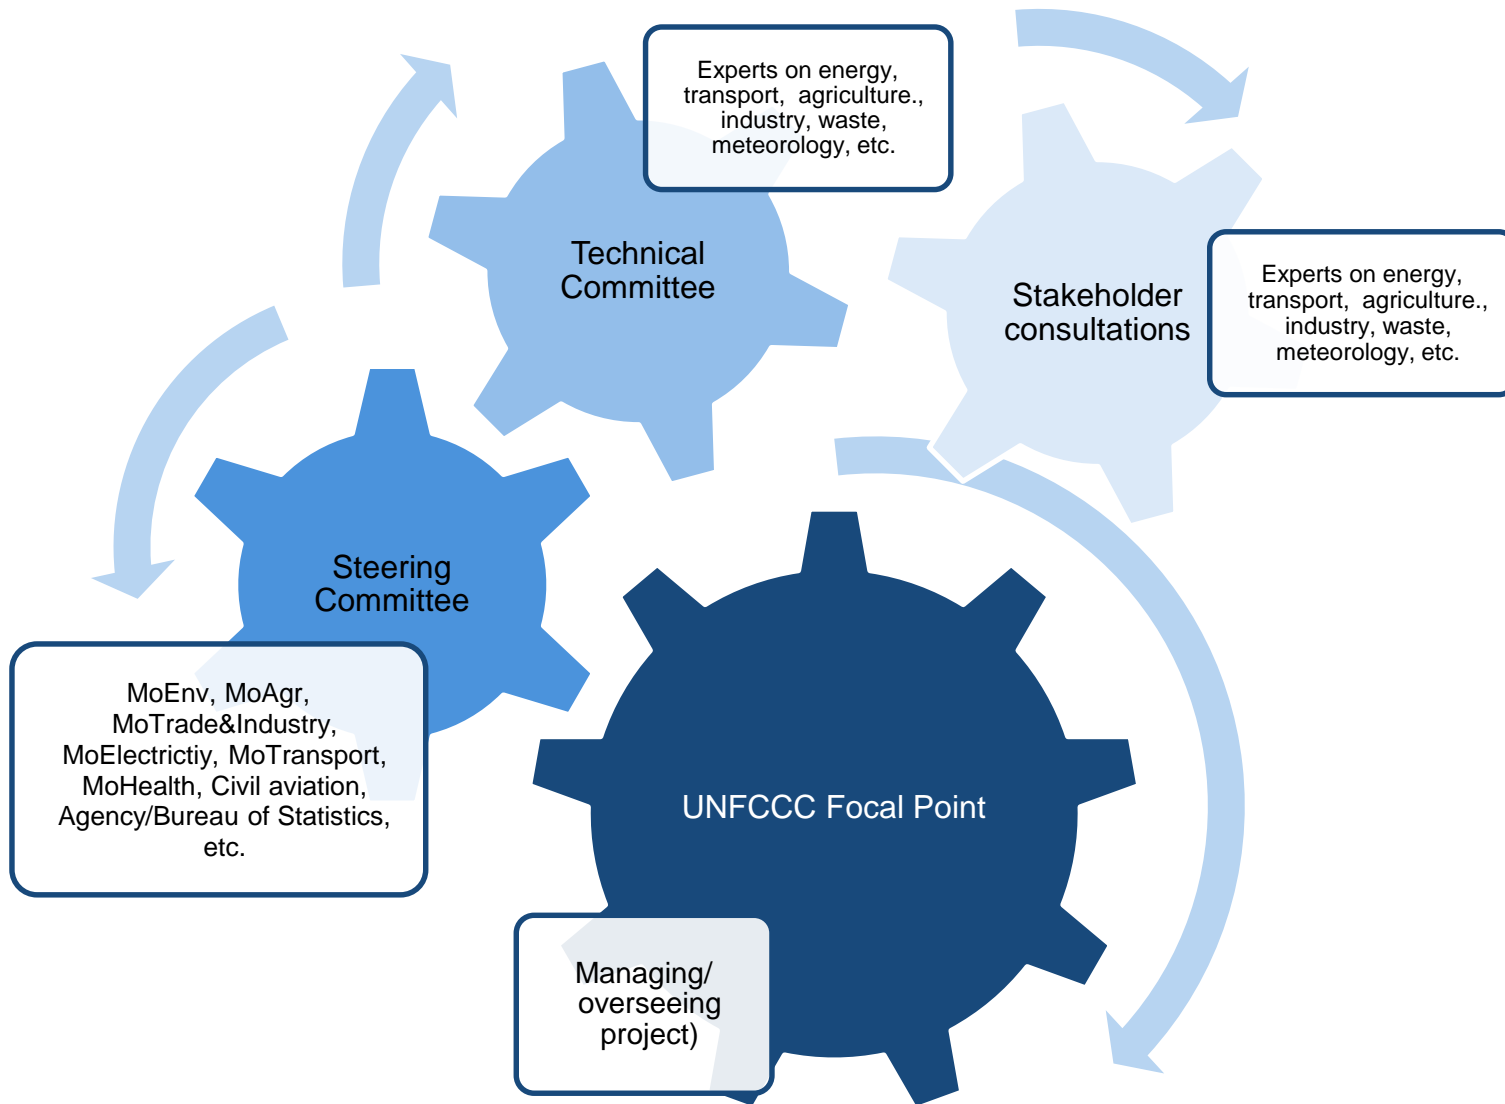 Experts on energy,
transport, agriculture.,
industry, waste,
meteorology, etc.
Technical
Committee
Stakeholder
consultations
Experts on energy,
transport, agriculture.,
industry, waste,
meteorology, etc.
Steering
Committee
MoEnv, MoAgr,
MoTrade&Industry,
MoElectrictiy, MoTransport,
MoHealth, Civil aviation,
Agency/Bureau of Statistics,
etc.
UNFCCC Focal Point
Managing/
overseeing
project)